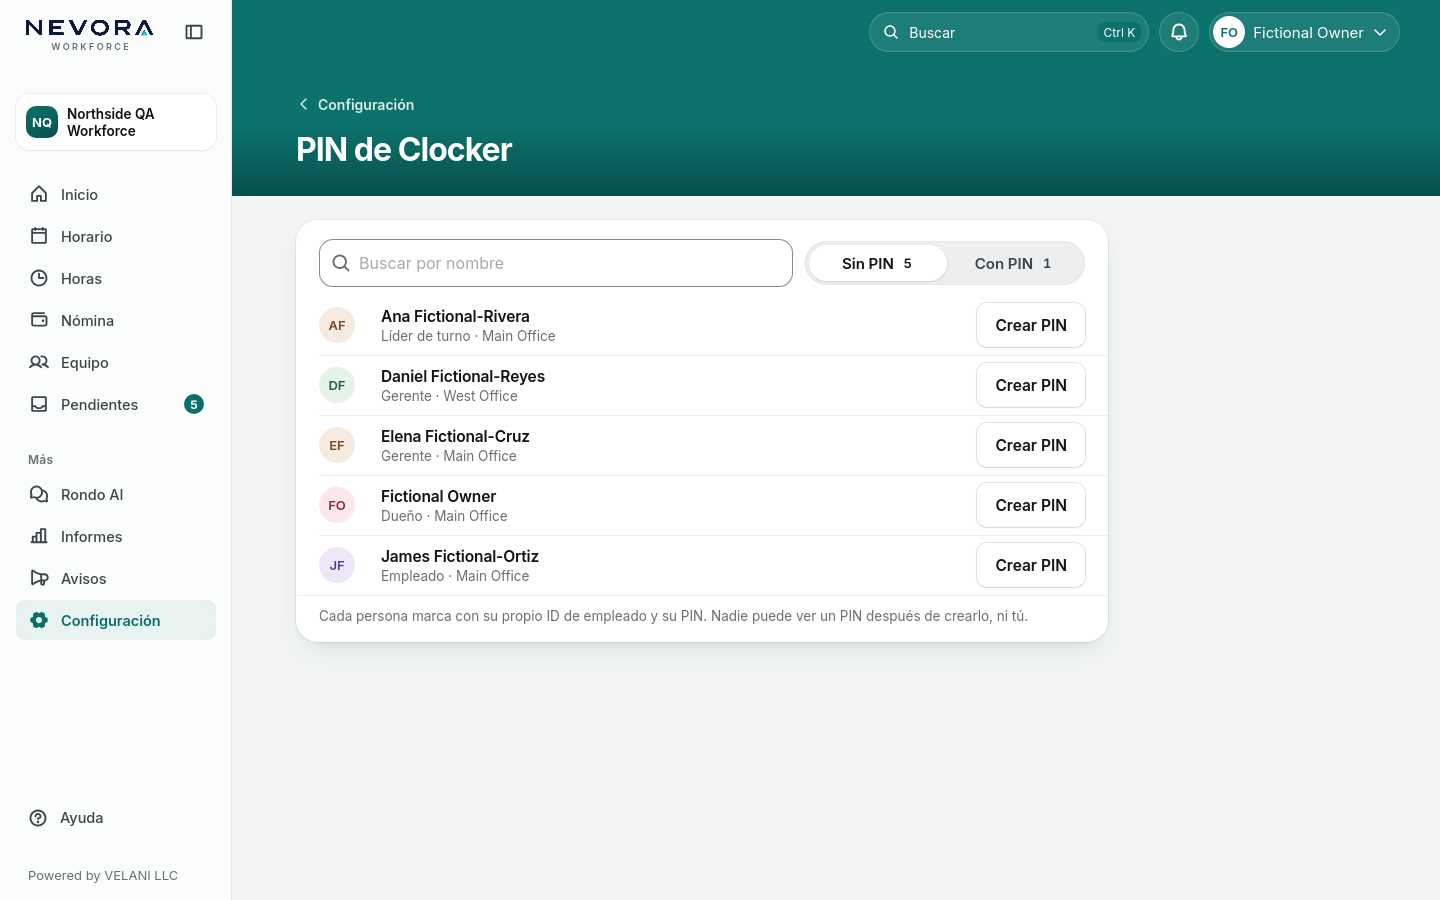 NEVORA
WORKFORCE
Buscar
Ctrl K
FO
Fictional Owner
NQ
Northside QA
Workforce
Inicio
Horario
Horas
Nómina
Equipo
Pendientes
5
Más
Rondo AI
Informes
Avisos
Configuración
Ayuda
Powered by VELANI LLC
Configuración
PIN de Clocker
Buscar por nombre
Sin PIN 5
Con PIN 1
AF
Ana Fictional-Rivera
Líder de turno · Main Office
Crear PIN
DF
Daniel Fictional-Reyes
Gerente · West Office
Crear PIN
EF
Elena Fictional-Cruz
Gerente · Main Office
Crear PIN
FO
Fictional Owner
Dueño · Main Office
Crear PIN
JF
James Fictional-Ortiz
Empleado · Main Office
Crear PIN
Cada persona marca con su propio ID de empleado y su PIN. Nadie puede ver un PIN después de crearlo, ni tú.